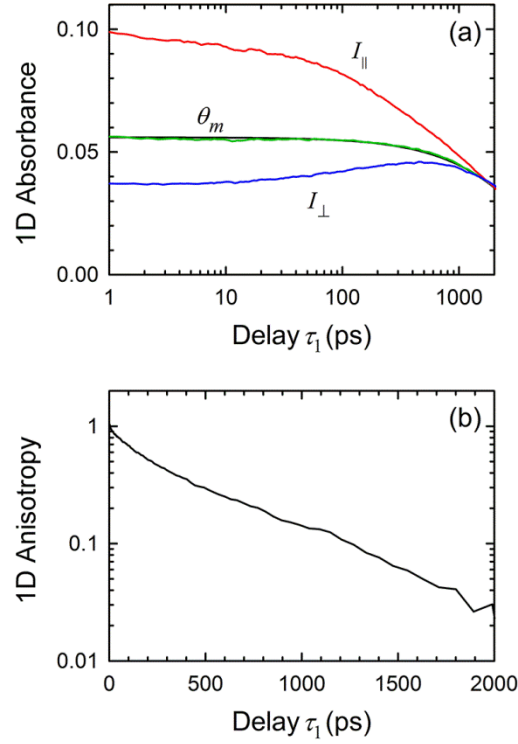 (a)
0.10
0.05
0.00
1D Absorbance
I∥
θm
I⊥
1
10
100
1000
Delay τ1 (ps)
(b)
1
0.1
0.01
1D Anisotropy
0
500
1000
1500
2000
Delay τ1 (ps)